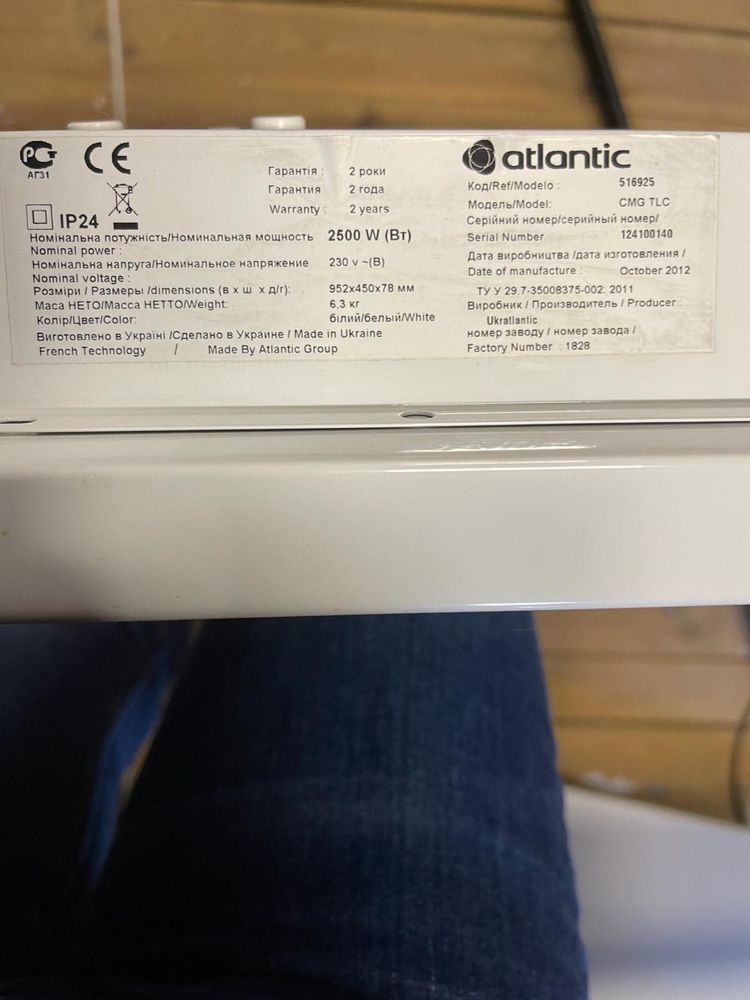 АГ31
CE
IP24
Гарантія : 2 роки
Гарантия 2 года
Warranty : 2 years
Номінальна потужність/Номинальная мощность 2500 W (Вт)
Nominal power :
Номінальна напруга/Номинальное напряжение 230 v ~(В)
Nominal voltage :
Розміри / Размеры /dimensions (в х ш х д/г): 952x450x78 мм
Маса НЕТО/Масса НЕТТО/Weight: 6,3 кг
Колір/Цвет/Color: білий/белый/White
Виготовлено в Україні /Сделано в Украине / Made in Ukraine
French Technology / Made By Atlantic Group
atlantic
Код/Ref/Modelo : 516925
Модель/Model: CMG TLC
Серійний номер/серийный номер/
Serial Number 124100140
Дата виробництва /дата изготовления /
Date of manufacture : October 2012
ТУ У 29.7-35008375-002: 2011
Виробник / Производитель / Producer :
Ukratlantic
номер заводу / номер завода /
Factory Number : 1828